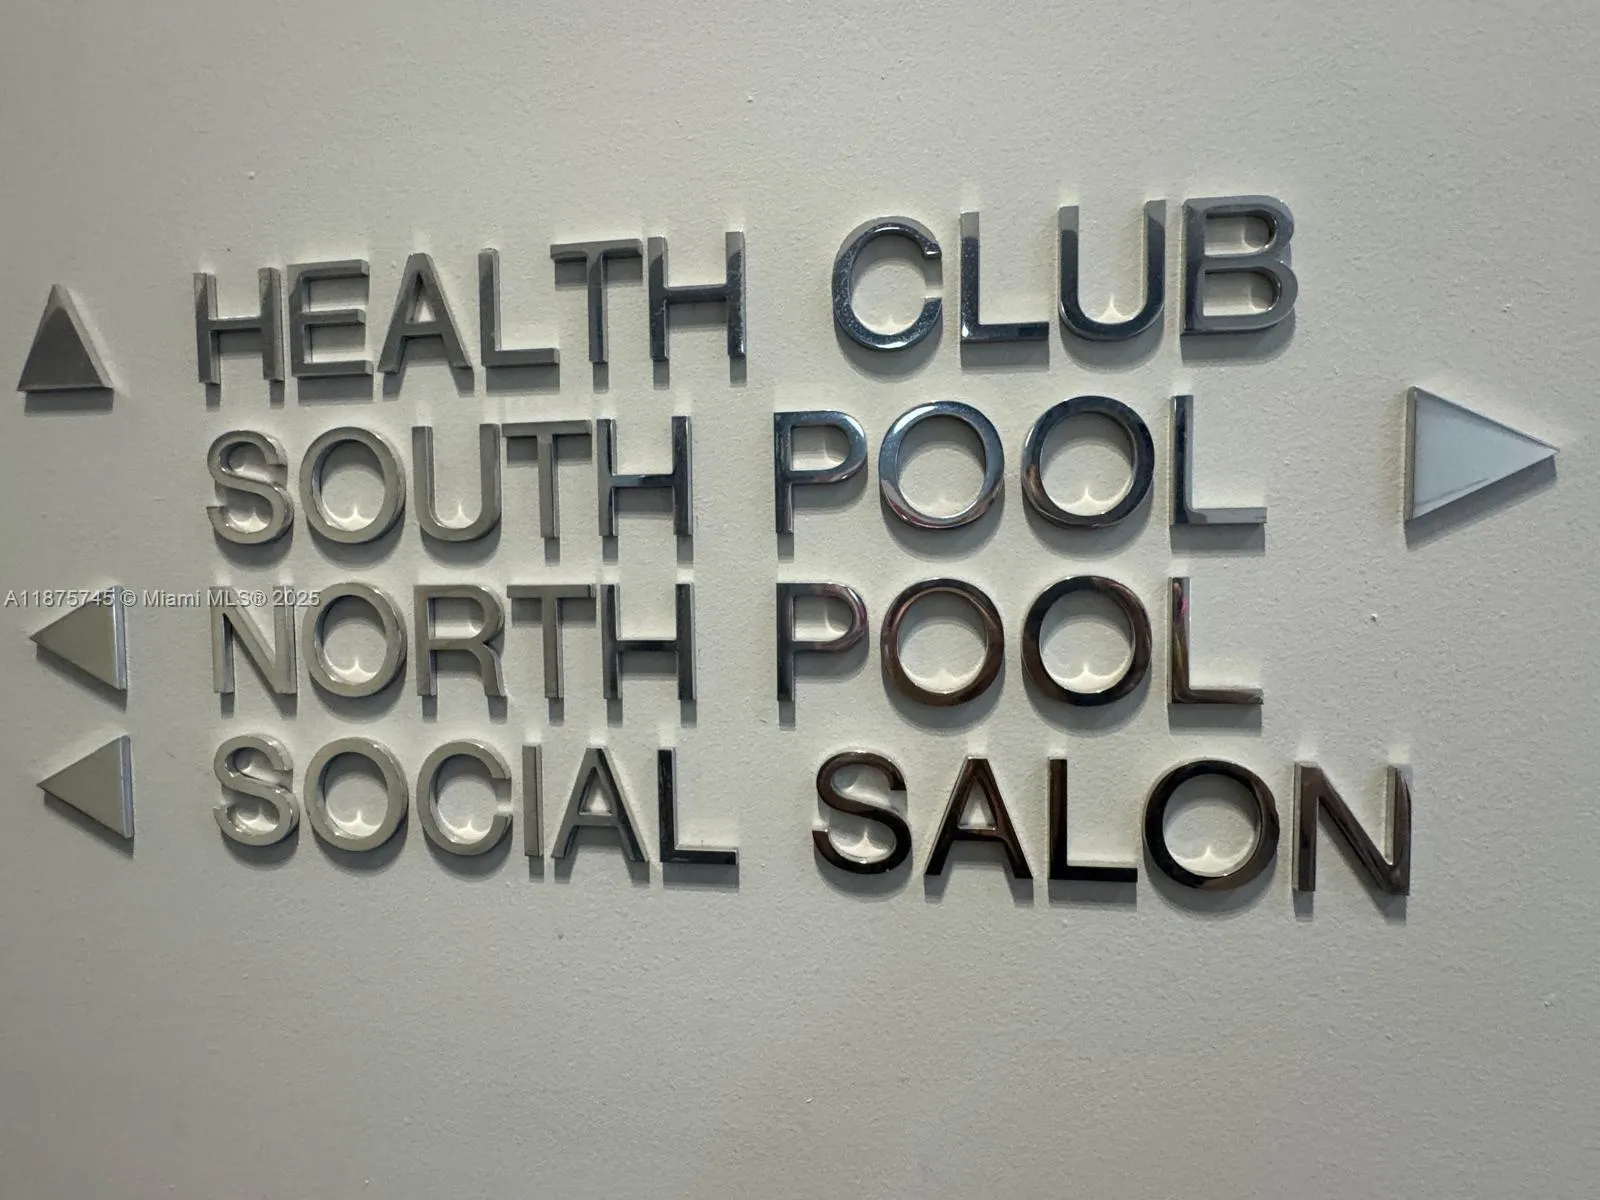 HEALTH CLUB
SOUTH POOL
A11875745 © Miami MLS® 2025
NORTH POOL
SOCIAL SALON